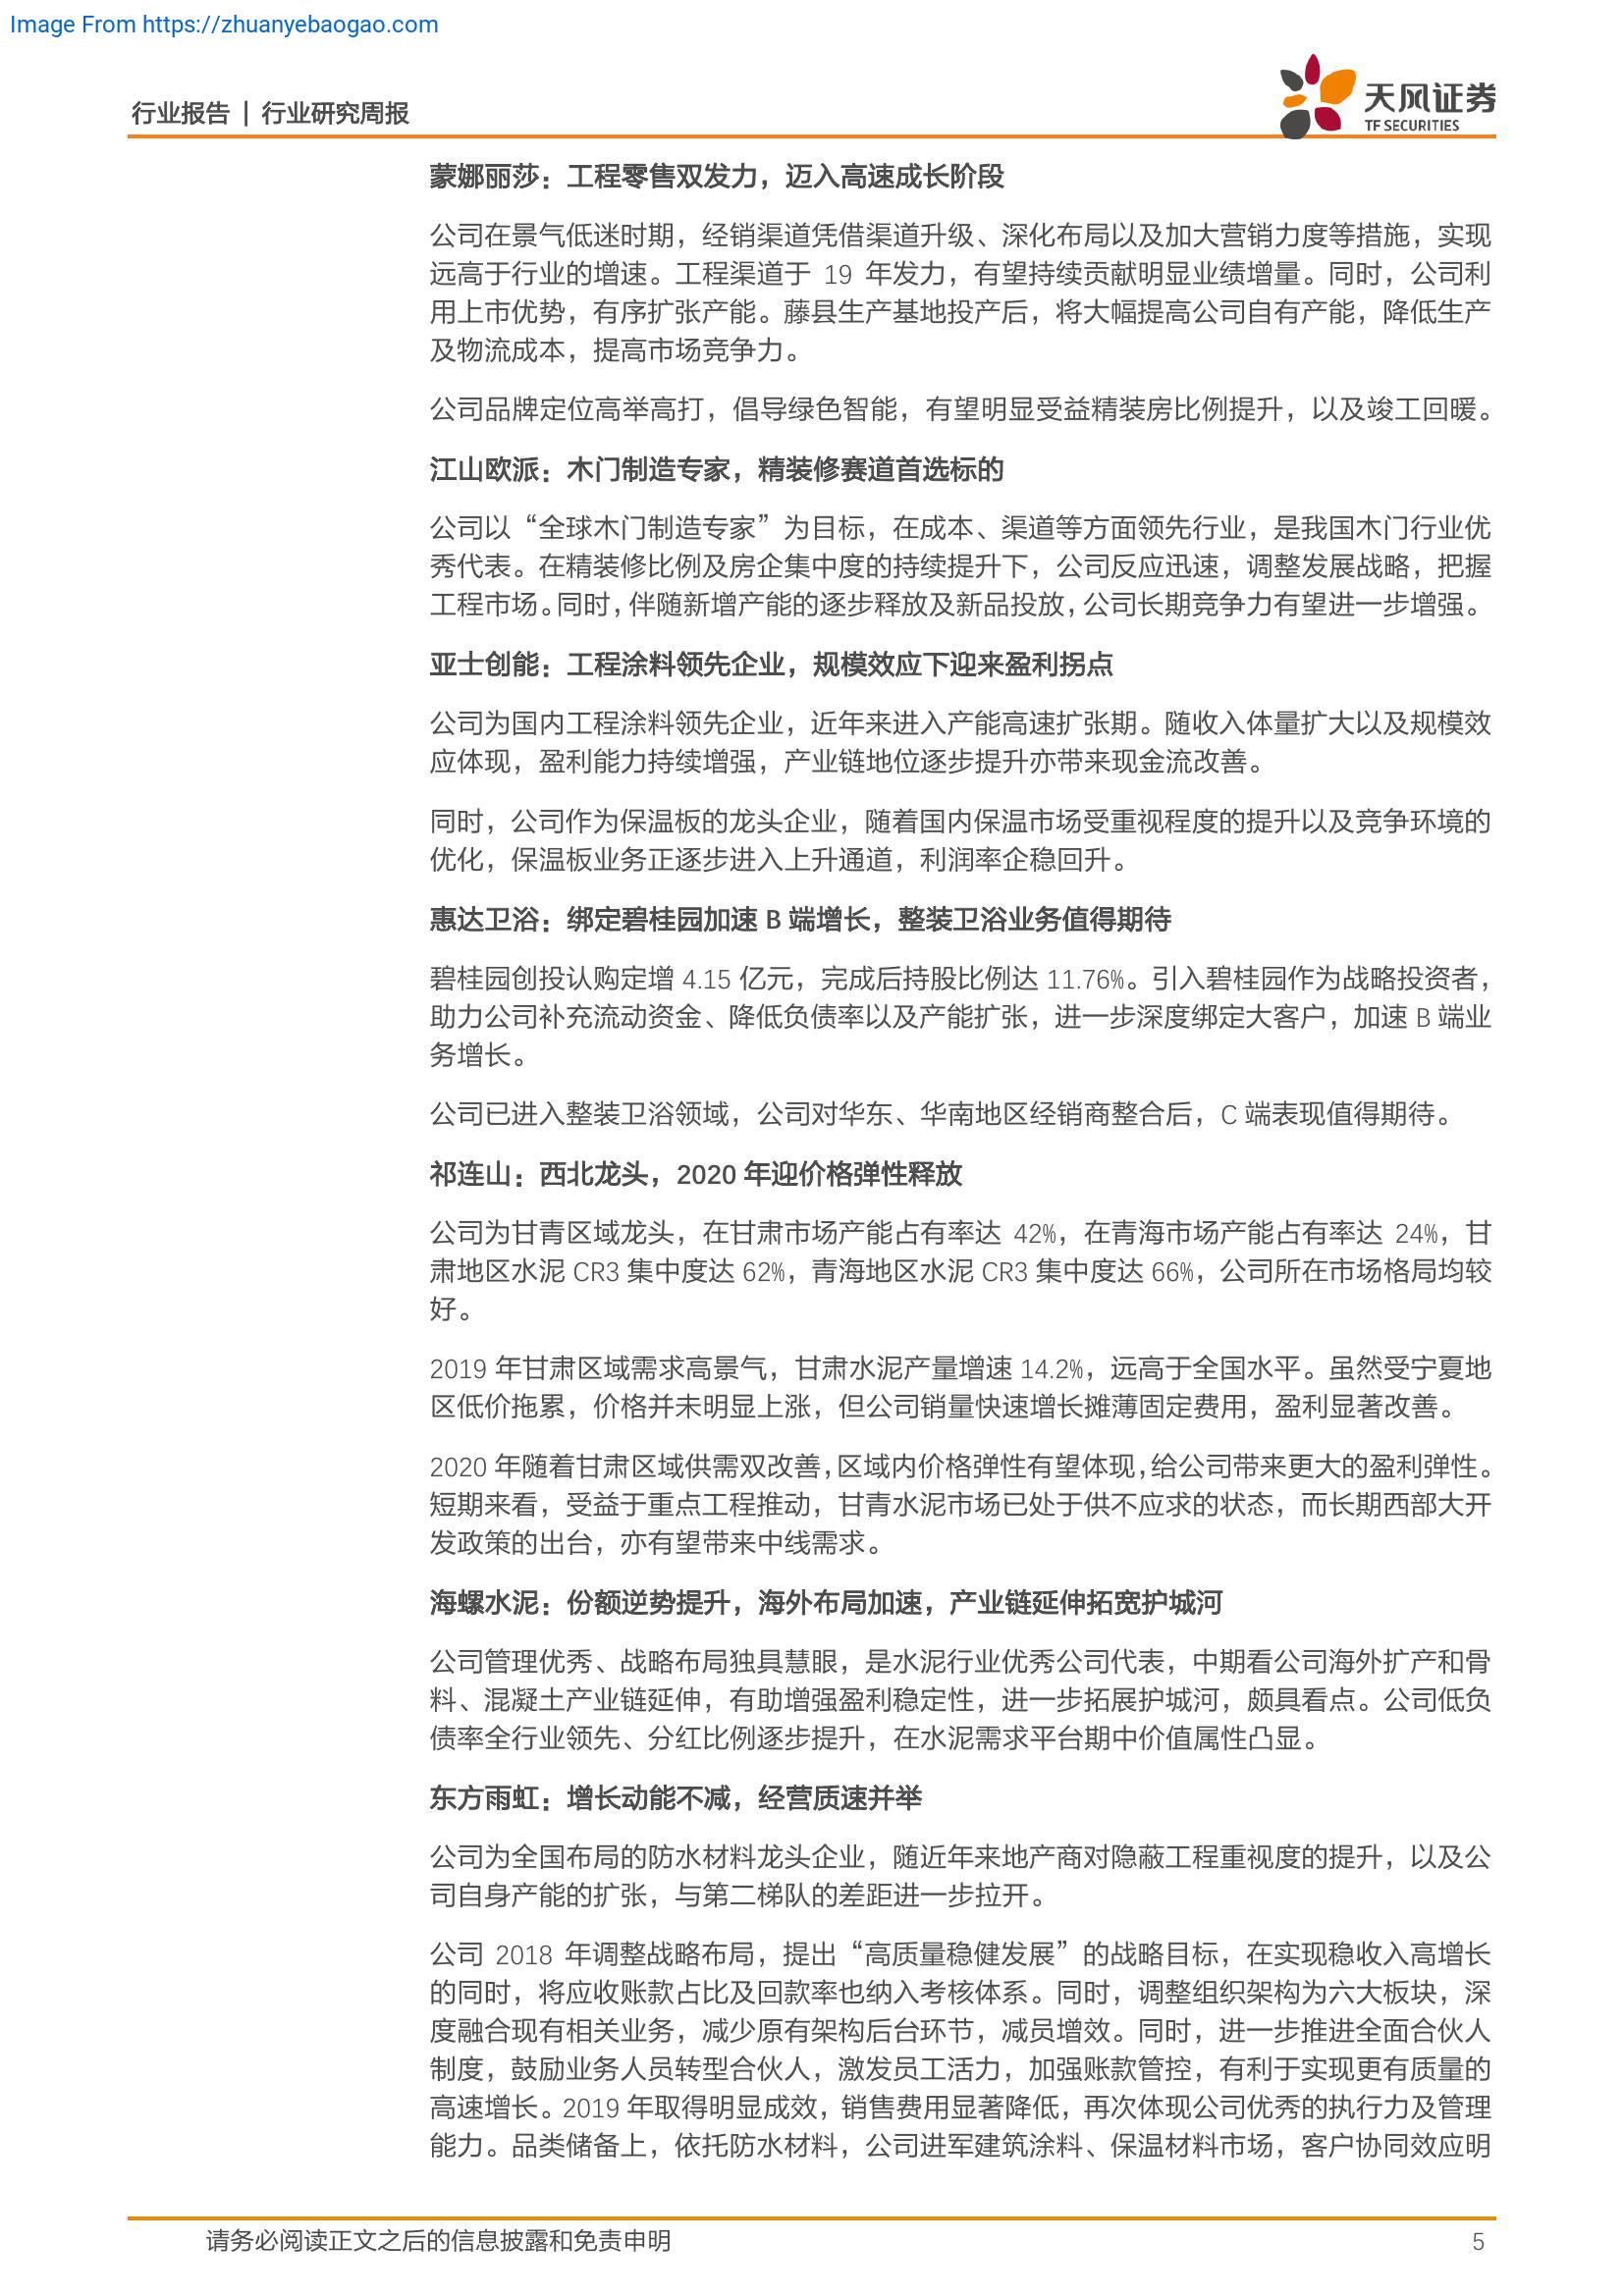 Image From https://zhuanyebaogao.com
行业报告 | 行业研究周报
天风证券
TF SECURITIES
蒙娜丽莎：工程零售双发力，迈入高速成长阶段
公司在景气低迷时期，经销渠道凭借渠道升级、深化布局以及加大营销力度等措施，实现
远高于行业的增速。工程渠道于 19 年发力，有望持续贡献明显业绩增量。同时，公司利
用上市优势，有序扩张产能。藤县生产基地投产后，将大幅提高公司自有产能，降低生产
及物流成本，提高市场竞争力。
公司品牌定位高举高打，倡导绿色智能，有望明显受益精装房比例提升，以及竣工回暖。
江山欧派：木门制造专家，精装修赛道首选标的
公司以“全球木门制造专家”为目标，在成本、渠道等方面领先行业，是我国木门行业优
秀代表。在精装修比例及房企集中度的持续提升下，公司反应迅速，调整发展战略，把握
工程市场。同时，伴随新增产能的逐步释放及新品投放，公司长期竞争力有望进一步增强。
亚士创能：工程涂料领先企业，规模效应下迎来盈利拐点
公司为国内工程涂料领先企业，近年来进入产能高速扩张期。随收入体量扩大以及规模效
应体现，盈利能力持续增强，产业链地位逐步提升亦带来现金流改善。
同时，公司作为保温板的龙头企业，随着国内保温市场受重视程度的提升以及竞争环境的
优化，保温板业务正逐步进入上升通道，利润率企稳回升。
惠达卫浴：绑定碧桂园加速 B 端增长，整装卫浴业务值得期待
碧桂园创投认购定增 4.15 亿元，完成后持股比例达 11.76%。引入碧桂园作为战略投资者，
助力公司补充流动资金、降低负债率以及产能扩张，进一步深度绑定大客户，加速 B 端业
务增长。
公司已进入整装卫浴领域，公司对华东、华南地区经销商整合后，C 端表现值得期待。
祁连山：西北龙头，2020 年迎价格弹性释放
公司为甘青区域龙头，在甘肃市场产能占有率达 42%，在青海市场产能占有率达 24%，甘
肃地区水泥 CR3 集中度达 62%，青海地区水泥 CR3 集中度达 66%，公司所在市场格局均较
好。
2019 年甘肃区域需求高景气，甘肃水泥产量增速 14.2%，远高于全国水平。虽然受宁夏地
区低价拖累，价格并未明显上涨，但公司销量快速增长摊薄固定费用，盈利显著改善。
2020 年随着甘肃区域供需双改善，区域内价格弹性有望体现，给公司带来更大的盈利弹性。
短期来看，受益于重点工程推动，甘青水泥市场已处于供不应求的状态，而长期西部大开
发政策的出台，亦有望带来中线需求。
海螺水泥：份额逆势提升，海外布局加速，产业链延伸拓宽护城河
公司管理优秀、战略布局独具慧眼，是水泥行业优秀公司代表，中期看公司海外扩产和骨
料、混凝土产业链延伸，有助增强盈利稳定性，进一步拓展护城河，颇具看点。公司低负
债率全行业领先、分红比例逐步提升，在水泥需求平台期中价值属性凸显。
东方雨虹：增长动能不减，经营质速并举
公司为全国布局的防水材料龙头企业，随近年来地产商对隐蔽工程重视度的提升，以及公
司自身产能的扩张，与第二梯队的差距进一步拉开。
公司 2018 年调整战略布局，提出“高质量稳健发展”的战略目标，在实现稳收入高增长
的同时，将应收账款占比及回款率也纳入考核体系。同时，调整组织架构为六大板块，深
度融合现有相关业务，减少原有架构后台环节，减员增效。同时，进一步推进全面合伙人
制度，鼓励业务人员转型合伙人，激发员工活力，加强账款管控，有利于实现更有质量的
高速增长。2019 年取得明显成效，销售费用显著降低，再次体现公司优秀的执行力及管理
能力。品类储备上，依托防水材料，公司进军建筑涂料、保温材料市场，客户协同效应明
请务必阅读正文之后的信息披露和免责申明
5